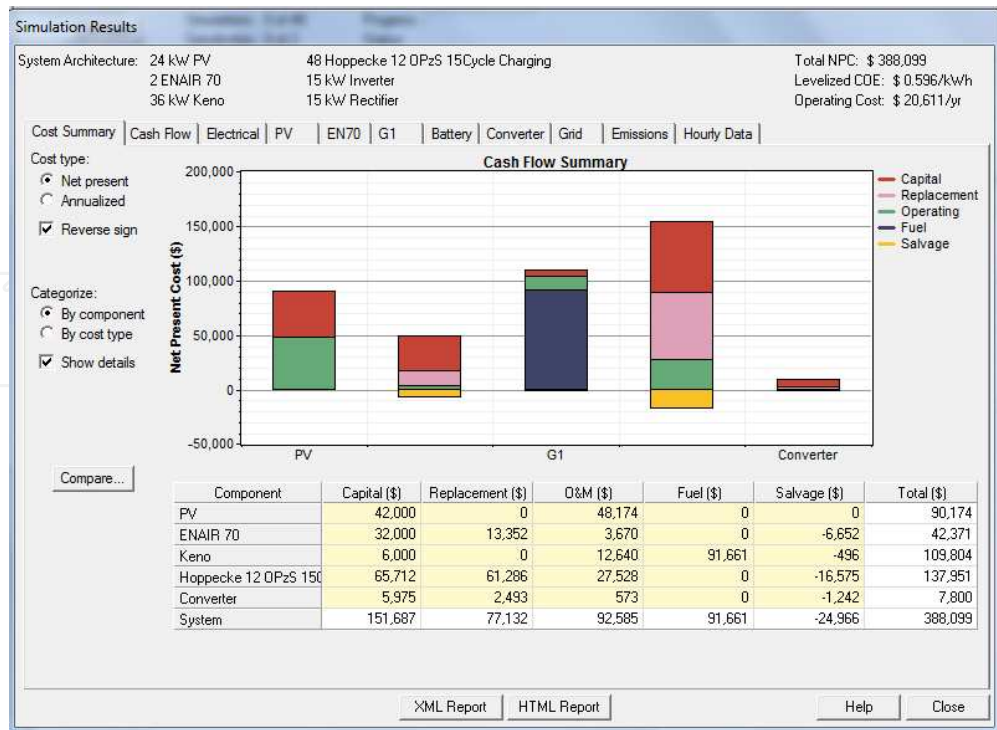 Simulation Results
System Architecture: 24 kW PV 48 Hoppecke 12 OPzS 15Cycle Charging Total NPC: $ 388,099
2 ENAIR 70 15 kW Inverter Levelized COE: $ 0.596/kWh
36 kW Keno 15 kW Rectifier Operating Cost: $ 20,611/yr
Cost Summary Cash Flow Electrical PV EN70 G1 Battery Converter Grid Emissions Hourly Data
Cost type:
Net present
Annualized
Reverse sign
Categorize:
By component
By cost type
Show details
Compare...
Cash Flow Summary
Net Present Cost ($)
200,000
150,000
100,000
50,000
0
-50,000
PV G1 Converter
Capital
Replacement
Operating
Fuel
Salvage
Component Capital ($) Replacement ($) O&M ($) Fuel ($) Salvage ($) Total ($)
PV 42,000 0 48,174 0 0 90,174
ENAIR 70 32,000 13,352 3,670 0 -6,652 42,371
Keno 6,000 0 12,640 91,661 -496 109,804
Hoppecke 12 OPzS 150 65,712 61,286 27,528 0 -16,575 137,951
Converter 5,975 2,493 573 0 -1,242 7,800
System 151,687 77,132 92,585 91,661 -24,966 388,099
XML Report HTML Report Help Close